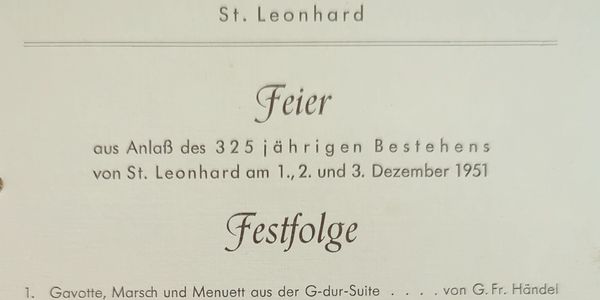 St. Leonhard
Feier
aus Anlaß des 325 jährigen Bestehens
von St. Leonhard am 1., 2. und 3. Dezember 1951
Festfolge
1. Gavotte, Marsch und Menuett aus der G-dur-Suite . . . . von G. Fr. Händel